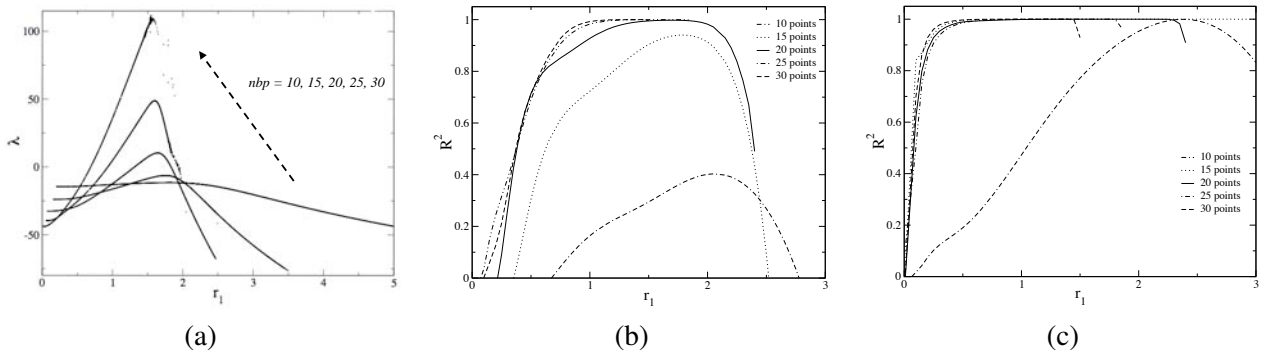 100
50
0
-50
λ
nbp = 10, 15, 20, 25, 30
0 1 2 3 4 5
r1
(a)
1
0.8
0.6
0.4
0.2
0
R2
10 points
15 points
20 points
25 points
30 points
0 1 2 3
r1
(b)
1
0.8
0.6
0.4
0.2
0
R2
10 points
15 points
20 points
25 points
30 points
0 1 2 3
r1
(c)